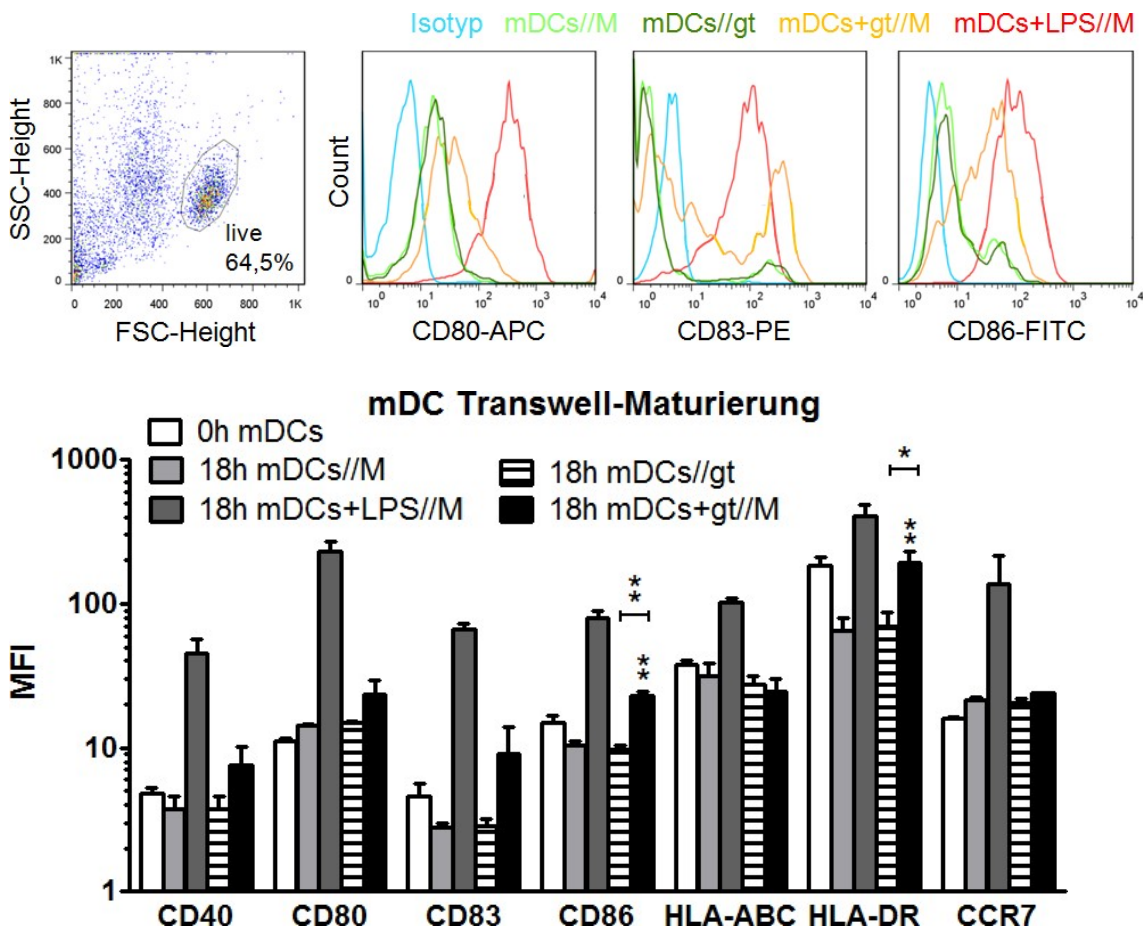 Isotyp mDCs//M mDCs//gt mDCs+gt//M mDCs+LPS//M
SSC-Height
1K
800
600
400
200
0
0 200 400 600 800 1K
live
64,5%
FSC-Height
Count
0
10⁰ 10¹ 10² 10³ 10⁴
CD80-APC
0
10⁰ 10¹ 10² 10³ 10⁴
CD83-PE
0
10⁰ 10¹ 10² 10³ 10⁴
CD86-FITC
mDC Transwell-Maturierung
0h mDCs
18h mDCs//M
18h mDCs+LPS//M
18h mDCs//gt
18h mDCs+gt//M
MFI
1000
100
10
1
**
**
*
**
CD40 CD80 CD83 CD86 HLA-ABC HLA-DR CCR7